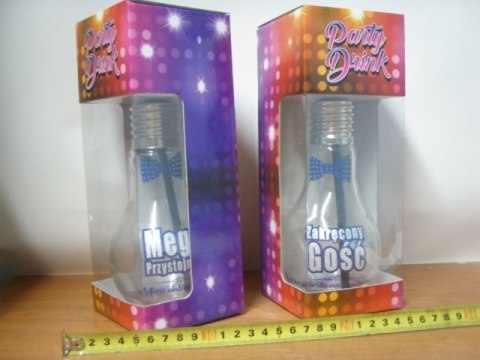 Party
Drink
Meg
Przystojn
Party
Drink
Zakręcony
Gość
2 3 4 5 6 7 8 9 1 2 3 4 5 6 7 8 9 1 2 3 4 5 6 7 8 9